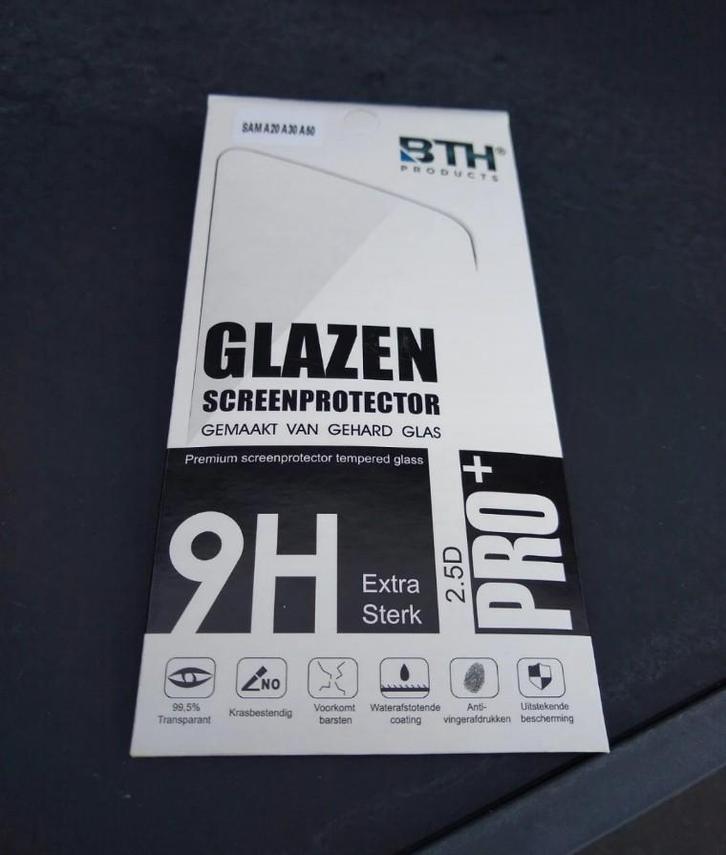 SAM A20 A30 A50
BTH®
PRODUCTS
GLAZEN
SCREENPROTECTOR
GEMAAKT VAN GEHARD GLAS
Premium screenprotector tempered glass
9H
Extra
Sterk
2.5D
PRO+
NO
99,5%
Transparant
Krasbestendig
Voorkomt
barsten
Waterafstotende
coating
Anti-
vingerafdrukken
Uitstekende
bescherming